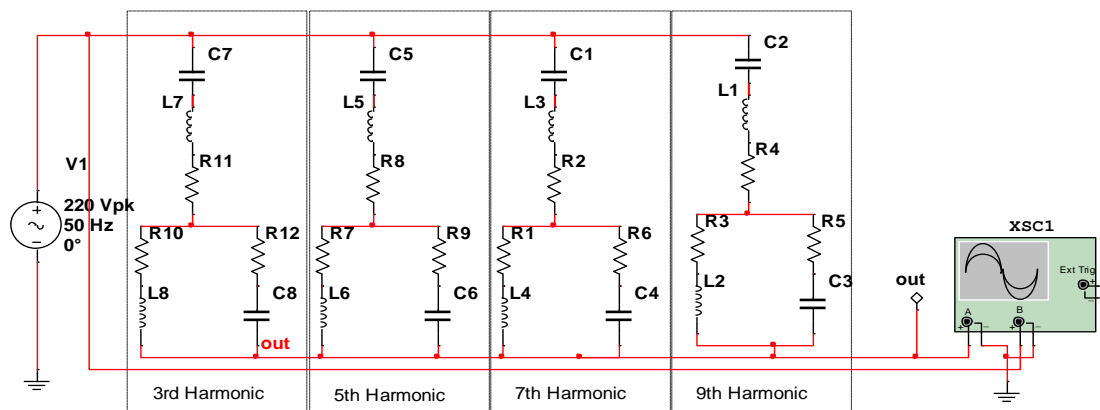 C7
C5
C1
C2
L7
L5
L3
L1
V1
R11
R8
R2
R4
220 Vpk
50 Hz
0°
R10
R12
R7
R9
R1
R6
R3
R5
XSC1
Ext Trig
out
L8
C8
L6
C6
L4
C4
L2
C3
A
B
out
3rd Harmonic
5th Harmonic
7th Harmonic
9th Harmonic